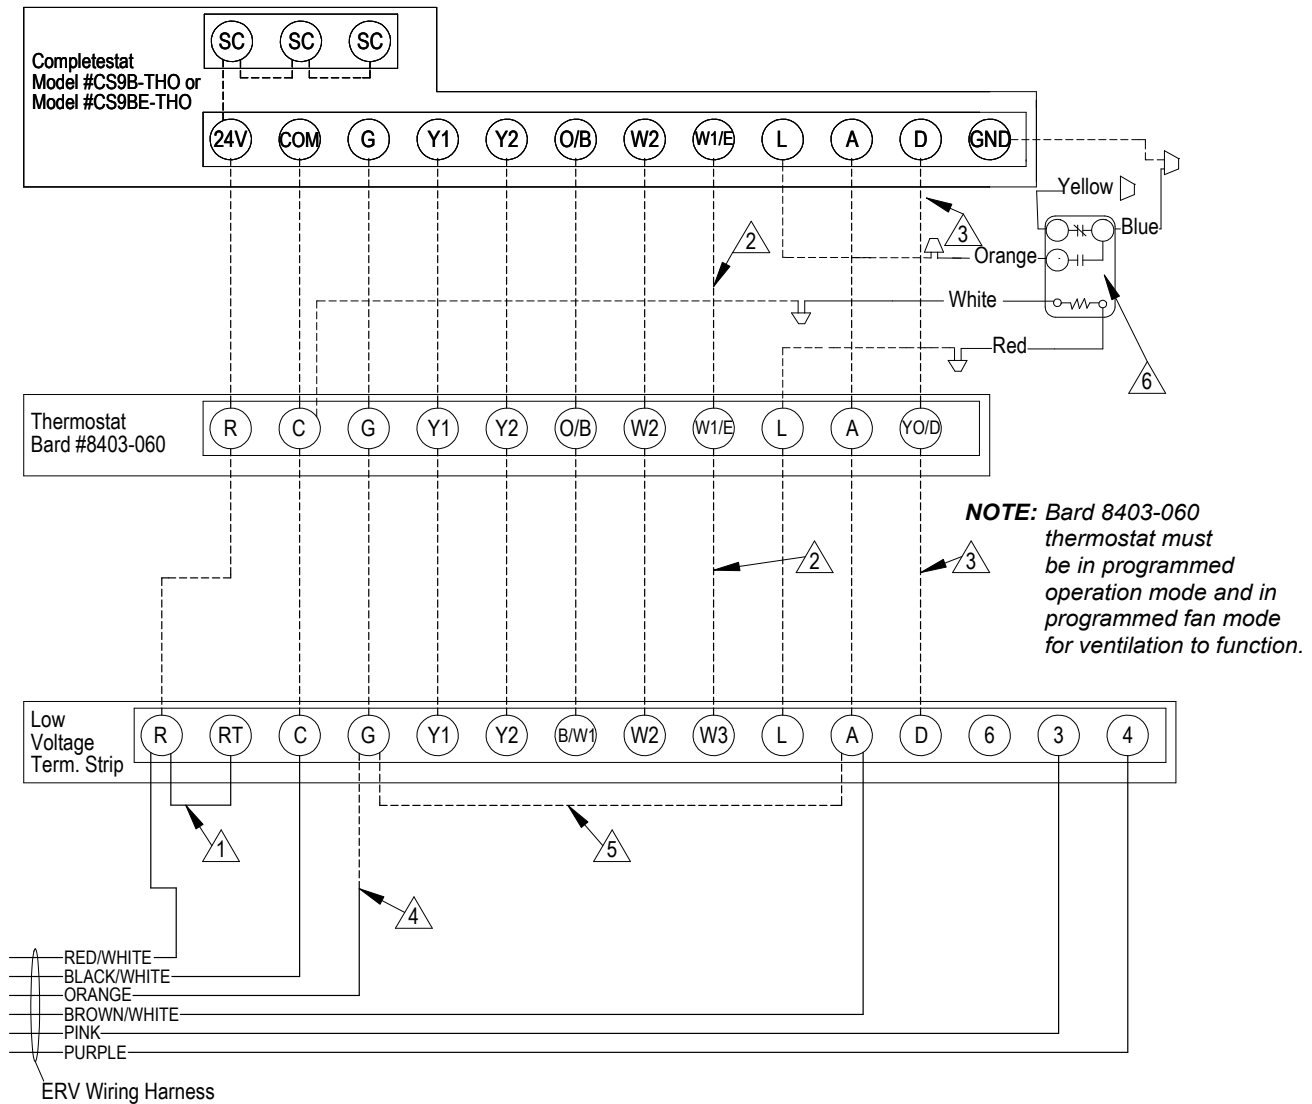 SC SC SC
Completestat
Model #CS9B-THO or
Model #CS9BE-THO
24V COM G Y1 Y2 O/B W2 W1/E L A D GND
Yellow
Blue
2
3
Orange
White
Red
6
Thermostat
Bard #8403-060
R C G Y1 Y2 O/B W2 W1/E L A YO/D
NOTE: Bard 8403-060
thermostat must
be in programmed
operation mode and in
programmed fan mode
for ventilation to function.
2
3
Low
Voltage
Term. Strip
R RT C G Y1 Y2 B/W1 W2 W3 L A D 6 3 4
1
5
4
RED/WHITE
BLACK/WHITE
ORANGE
BROWN/WHITE
PINK
PURPLE
ERV Wiring Harness